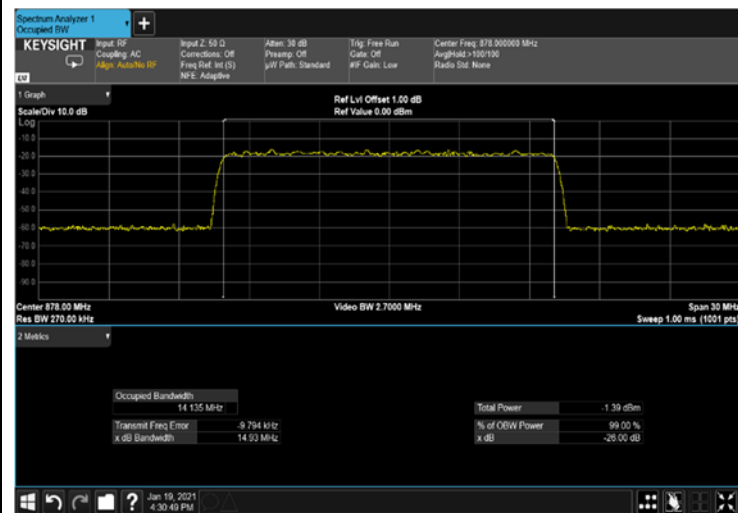 Spectrum Analyzer 1
Occupied BW
+
KEYSIGHT
Input: RF
Coupling: AC
Align: Auto/No RF
Input Z: 50 Ω
Corrections: Off
Freq Ref: Int (S)
NFE: Adaptive
Atten: 30 dB
Preamp: Off
µW Path: Standard
Trig: Free Run
Gate: Off
#IF Gain: Low
Center Freq: 878.000000 MHz
Avg|Hold:>100/100
Radio Std: None
1 Graph
Scale/Div 10.0 dB
Ref Lvl Offset 1.00 dB
Ref Value 0.00 dBm
Log
-10.0
-20.0
-30.0
-40.0
-50.0
-60.0
-70.0
-80.0
-90.0
Center 878.00 MHz
Video BW 2.7000 MHz
Span 30 MHz
Res BW 270.00 kHz
Sweep 1.00 ms (1001 pts)
2 Metrics
Occupied Bandwidth
14.135 MHz
Transmit Freq Error -9.794 kHz
x dB Bandwidth 14.93 MHz
Total Power -1.39 dBm
% of OBW Power 99.00 %
x dB -26.00 dB
?
Jan 19, 2021
4:30:49 PM